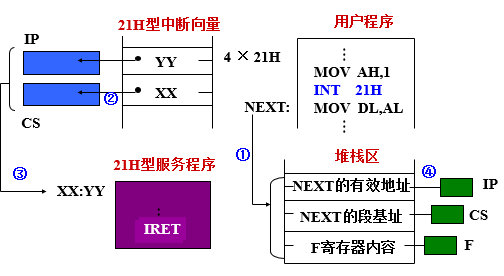 21H型中断向量
IP
YY
4 × 21H
②
XX
CS
用户程序
⋮
MOV AH,1
INT 21H
NEXT:
MOV DL,AL
⋮
①
③
XX:YY
21H型服务程序
⋮
IRET
堆栈区
④
NEXT的有效地址
IP
NEXT的段基址
CS
F寄存器内容
F